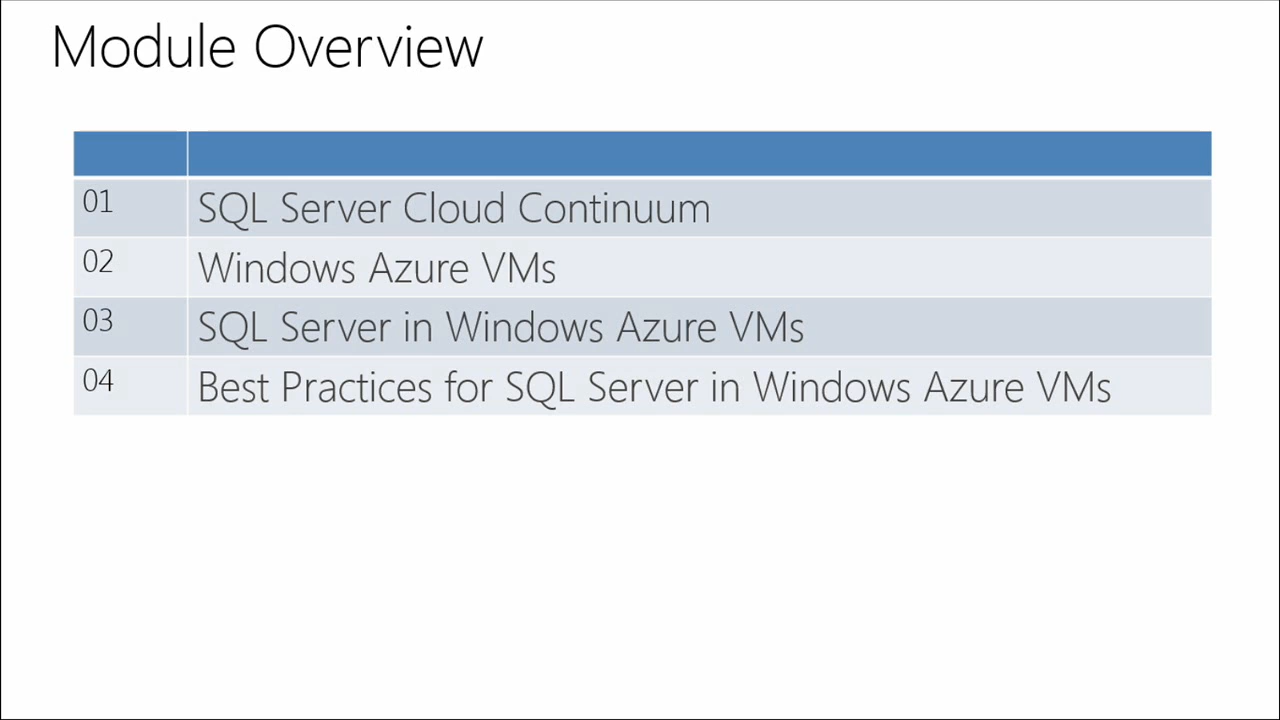 Module Overview
01
SQL Server Cloud Continuum
02
Windows Azure VMs
03
SQL Server in Windows Azure VMs
04
Best Practices for SQL Server in Windows Azure VMs